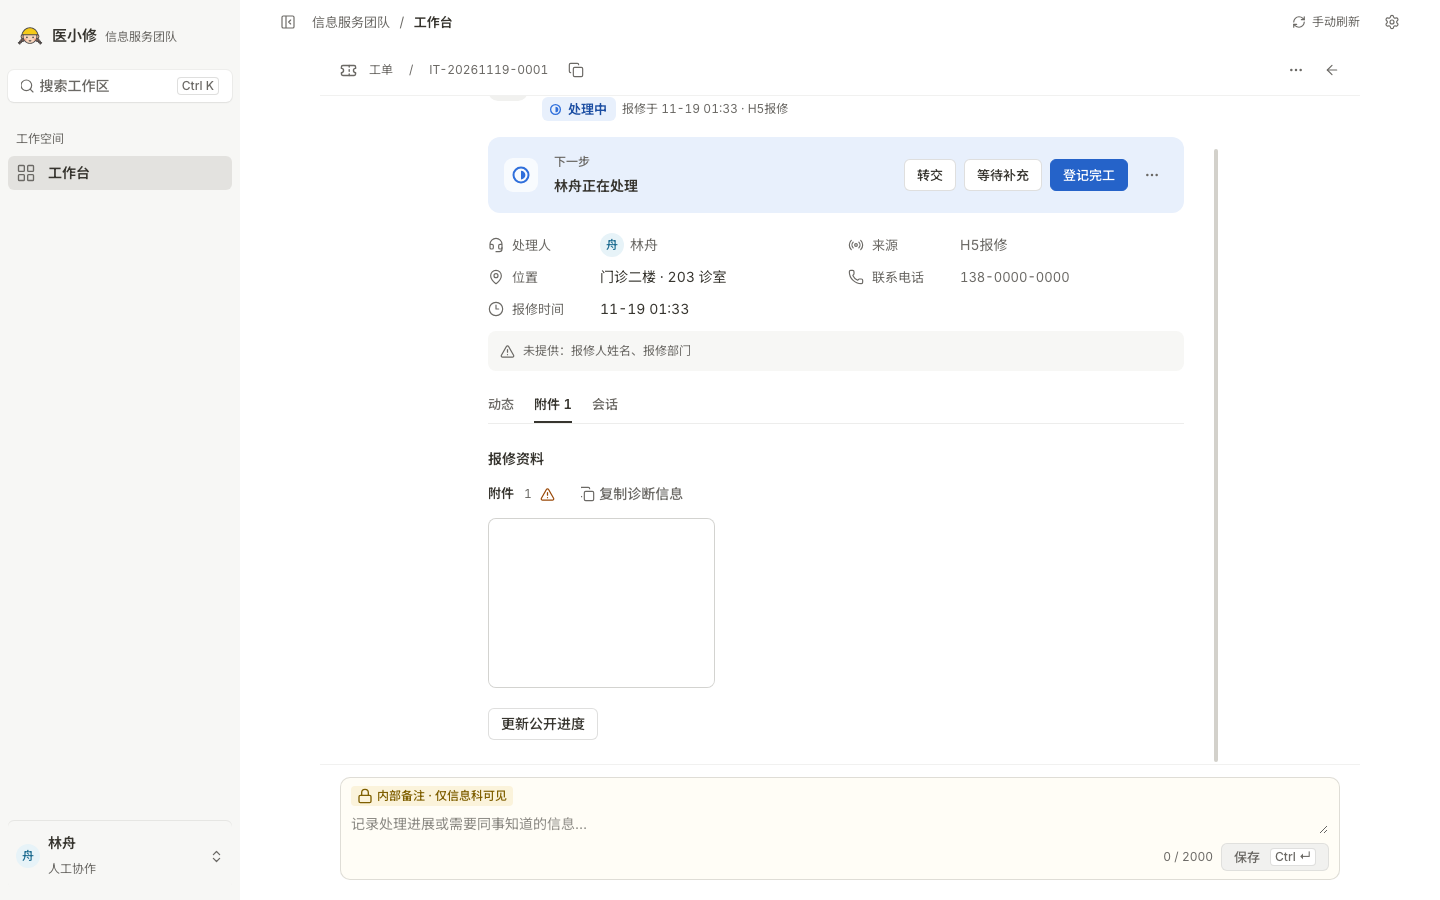 医小修 信息服务团队
搜索工作区 Ctrl K
工作空间
工作台
林舟
人工协作
信息服务团队 / 工作台
手动刷新
工单 / IT-20261119-0001
处理中 报修于 11-19 01:33 · H5报修
下一步
林舟正在处理
转交 等待补充 登记完工
处理人 舟 林舟 来源 H5报修
位置 门诊二楼 · 203 诊室 联系电话 138-0000-0000
报修时间 11-19 01:33
未提供：报修人姓名、报修部门
动态 附件 1 会话
报修资料
附件 1 复制诊断信息
更新公开进度
内部备注 · 仅信息科可见
记录处理进展或需要同事知道的信息...
0 / 2000 保存 Ctrl ↵
舟